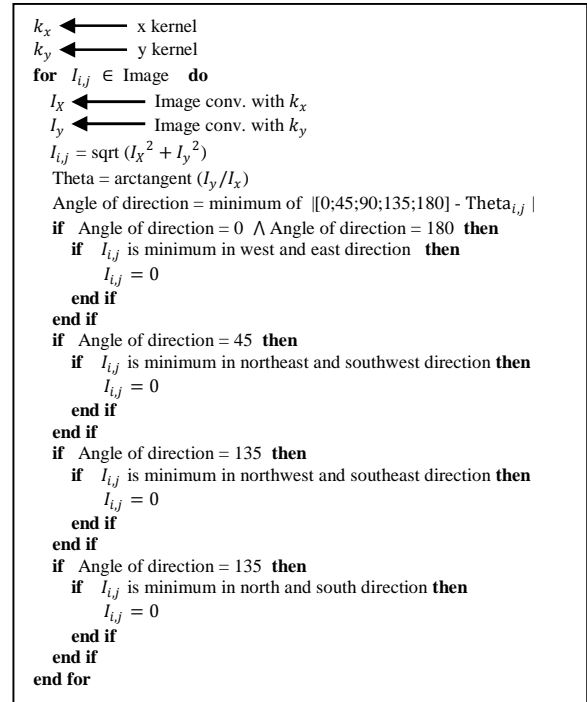 k_x ← x kernel
k_y ← y kernel
for I_{i,j} ∈ Image do
I_X ← Image conv. with k_x
I_y ← Image conv. with k_y
I_{i,j} = sqrt (I_X² + I_y²)
Theta = arctangent (I_y/I_x)
Angle of direction = minimum of |[0;45;90;135;180] - Theta_{i,j} |
if Angle of direction = 0 ∧ Angle of direction = 180 then
if I_{i,j} is minimum in west and east direction then
I_{i,j} = 0
end if
end if
if Angle of direction = 45 then
if I_{i,j} is minimum in northeast and southwest direction then
I_{i,j} = 0
end if
end if
if Angle of direction = 135 then
if I_{i,j} is minimum in northwest and southeast direction then
I_{i,j} = 0
end if
end if
if Angle of direction = 135 then
if I_{i,j} is minimum in north and south direction then
I_{i,j} = 0
end if
end if
end for